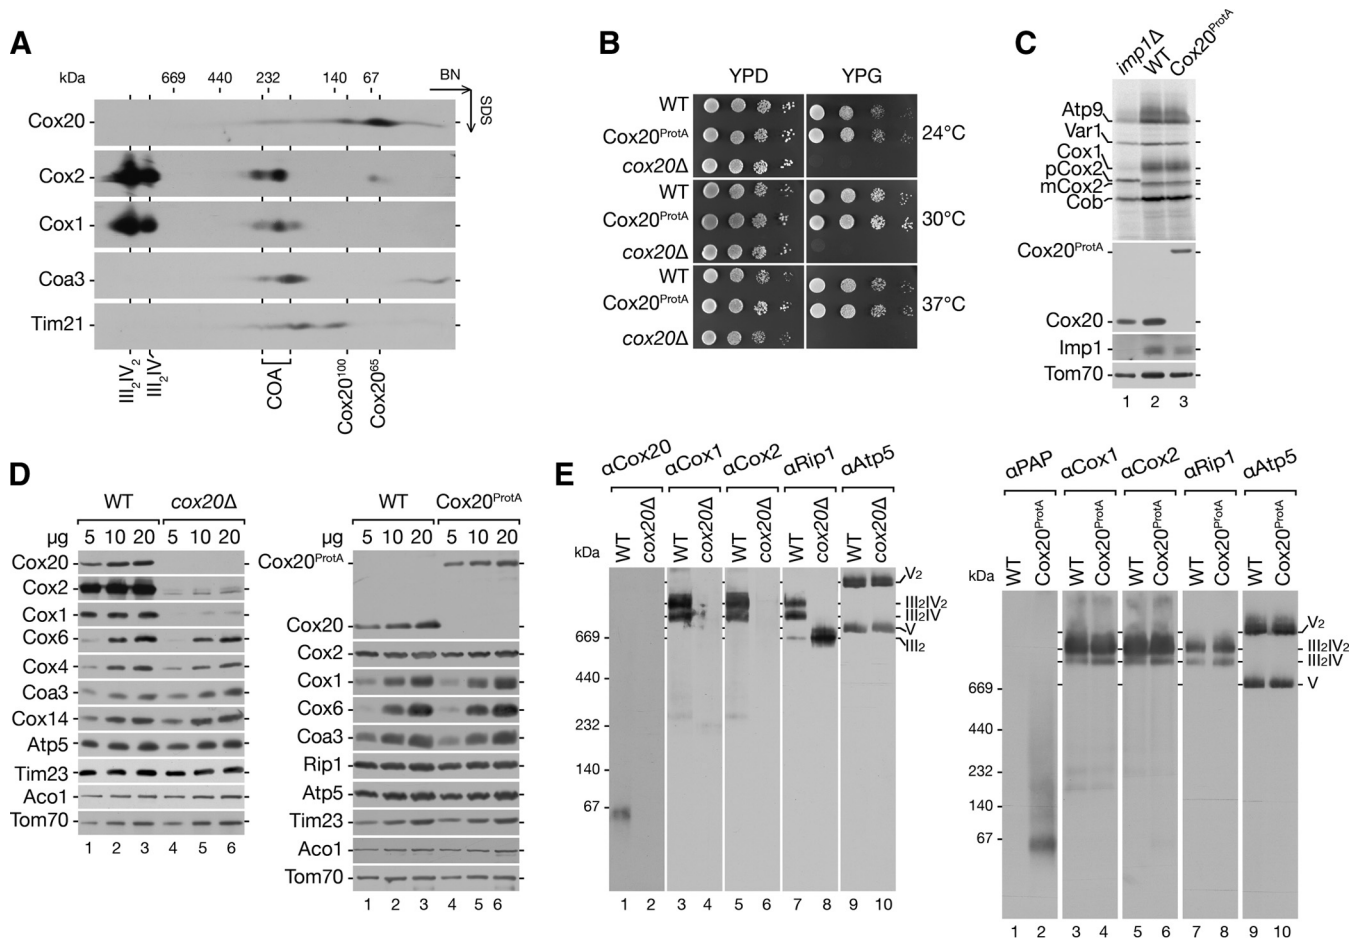 A
kDa 669 440 232 140 67 BN
SDS
Cox20
Cox2
Cox1
Coa3
Tim21
III2IV2
III2IV
COA
Cox20¹⁰⁰
Cox20⁶⁵
B
YPD YPG
WT
Cox20ProtA
cox20Δ
24°C
WT
Cox20ProtA
cox20Δ
30°C
WT
Cox20ProtA
cox20Δ
37°C
C
imp1Δ
WT
Cox20ProtA
Atp9
Var1
Cox1
pCox2
mCox2
Cob
Cox20ProtA
Cox20
Imp1
Tom70
1 2 3
D
WT cox20Δ
µg 5 10 20 5 10 20
Cox20
Cox2
Cox1
Cox6
Cox4
Coa3
Cox14
Atp5
Tim23
Aco1
Tom70
1 2 3 4 5 6
WT Cox20ProtA
µg 5 10 20 5 10 20
Cox20ProtA
Cox20
Cox2
Cox1
Cox6
Coa3
Rip1
Atp5
Tim23
Aco1
Tom70
1 2 3 4 5 6
E
αCox20 αCox1 αCox2 αRip1 αAtp5
WT cox20Δ WT cox20Δ WT cox20Δ WT cox20Δ WT cox20Δ
kDa
669
440
232
140
67
V2
III2IV2
III2IV
V
III2
1 2 3 4 5 6 7 8 9 10
αPAP αCox1 αCox2 αRip1 αAtp5
WT Cox20ProtA WT Cox20ProtA WT Cox20ProtA WT Cox20ProtA WT Cox20ProtA
kDa
669
440
232
140
67
V2
III2IV2
III2IV
V
1 2 3 4 5 6 7 8 9 10